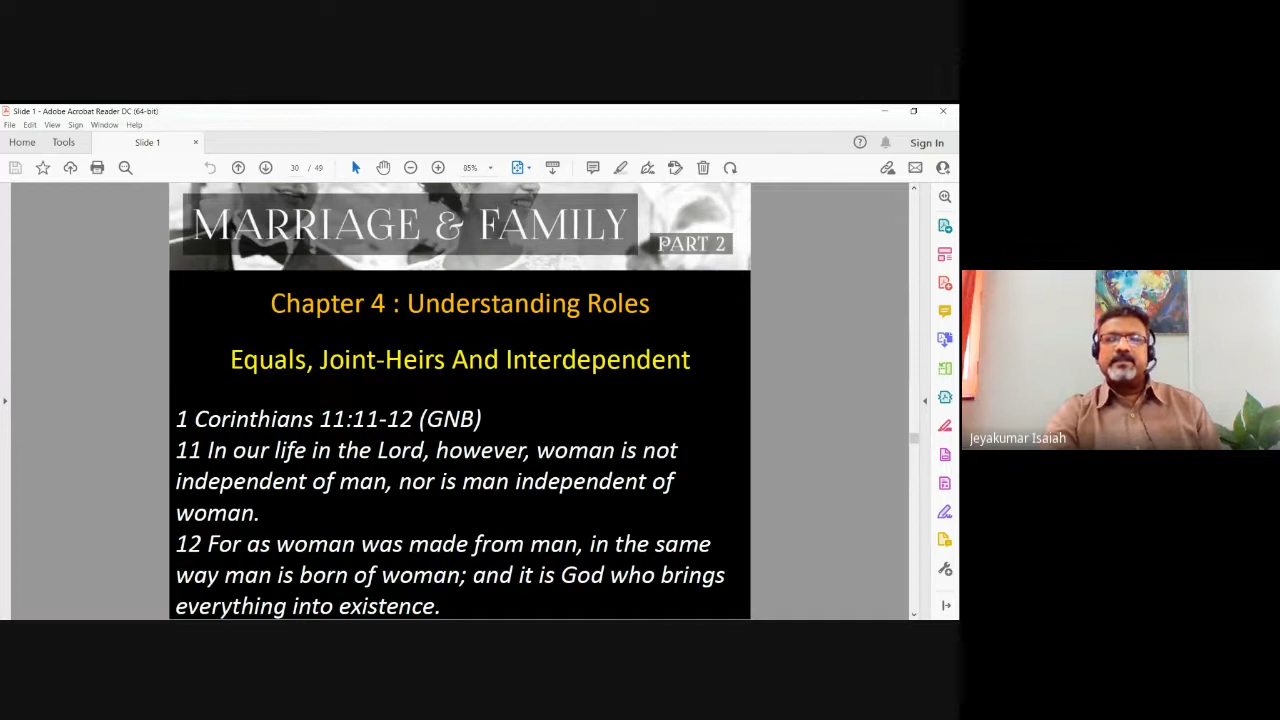 Slide 1 - Adobe Acrobat Reader DC (64-bit)
File Edit View Sign Window Help
Home Tools Slide 1 × Sign In
30 / 49 85%
MARRIAGE & FAMILY
PART 2
Chapter 4 : Understanding Roles
Equals, Joint-Heirs And Interdependent
1 Corinthians 11:11-12 (GNB)
11 In our life in the Lord, however, woman is not
independent of man, nor is man independent of
woman.
12 For as woman was made from man, in the same
way man is born of woman; and it is God who brings
everything into existence.
Jeyakumar Isaiah